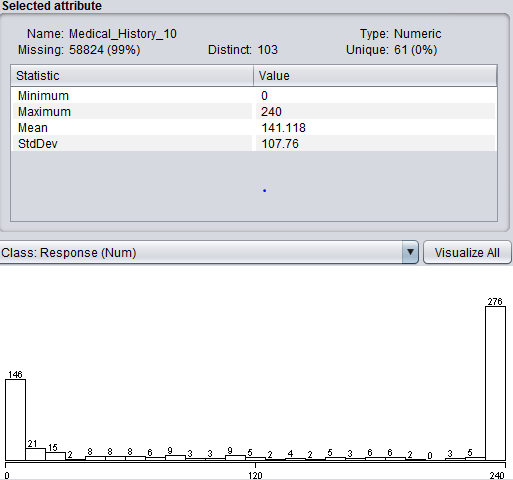 Selected attribute
Name: Medical_History_10 Type: Numeric
Missing: 58824 (99%) Distinct: 103 Unique: 61 (0%)
Statistic Value
Minimum 0
Maximum 240
Mean 141.118
StdDev 107.76
Class: Response (Num) Visualize All
276
146
21 15 2 8 8 8 6 9 3 3 9 5 2 4 2 5 3 6 6 2 0 3 5
0 120 240